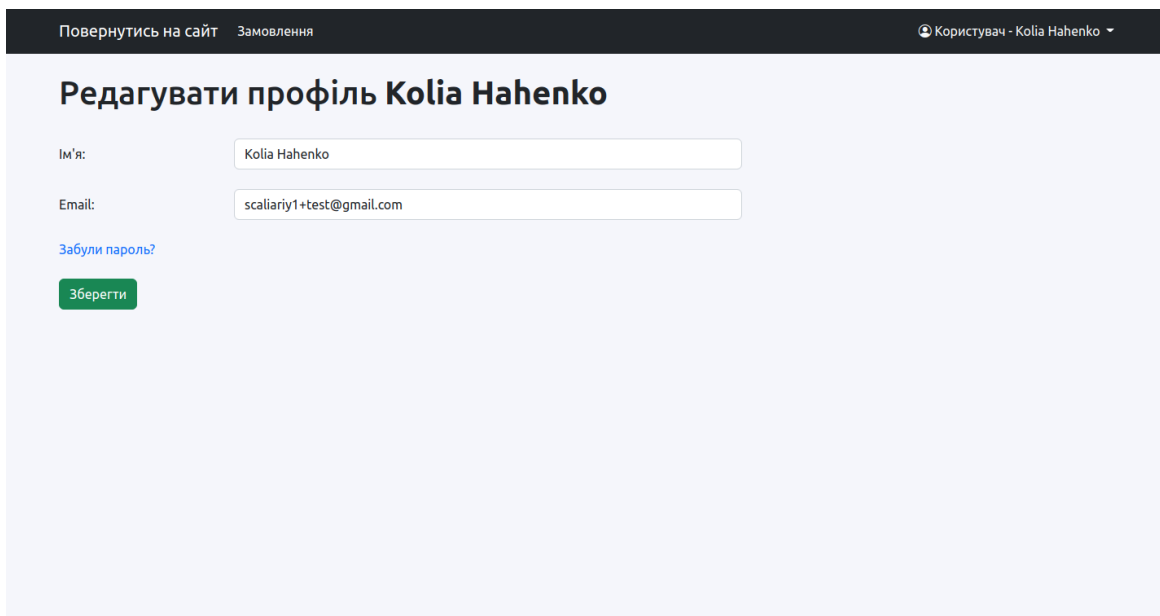 Повернутись на сайт Замовлення Користувач - Kolia Hahenko
Редагувати профіль Kolia Hahenko
Ім'я: Kolia Hahenko
Email: scaliariy1+test@gmail.com
Забули пароль?
Зберегти